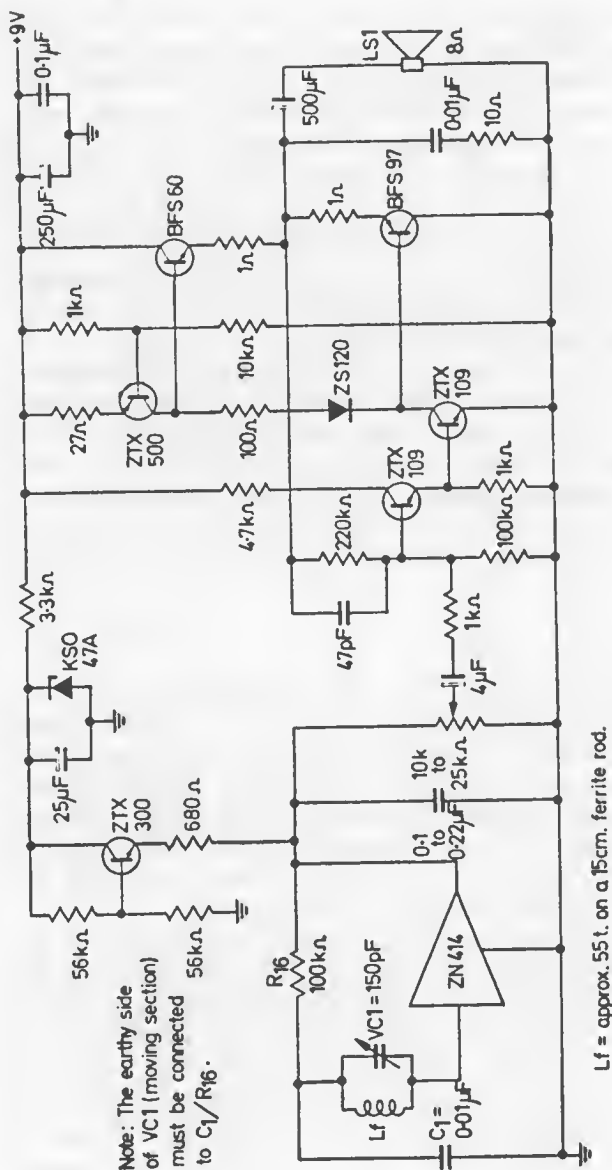 +9V
0·1µF
250µF
BFS 60
1Ω
1kΩ
10kΩ
27Ω
ZTX
500
100Ω
ZS120
4·7kΩ
ZTX
109
ZTX
109
1kΩ
220kΩ
47pF
100kΩ
1kΩ
4µF
3·3kΩ
KSO
47A
25µF
ZTX
300
680Ω
56kΩ
56kΩ
Note: The earthy side
of VC1 (moving section)
must be connected
to C1/R16.
R16
100kΩ
VC1 = 150pF
Lf
C1 =
0·01µF
ZN 414
0·1
to
0·22µF
10k
to
25kΩ
500µF
LS1
8Ω
0·01µF
10Ω
1Ω
BFS 97
Lf = approx. 55 t. on a 15cm. ferrite rod.